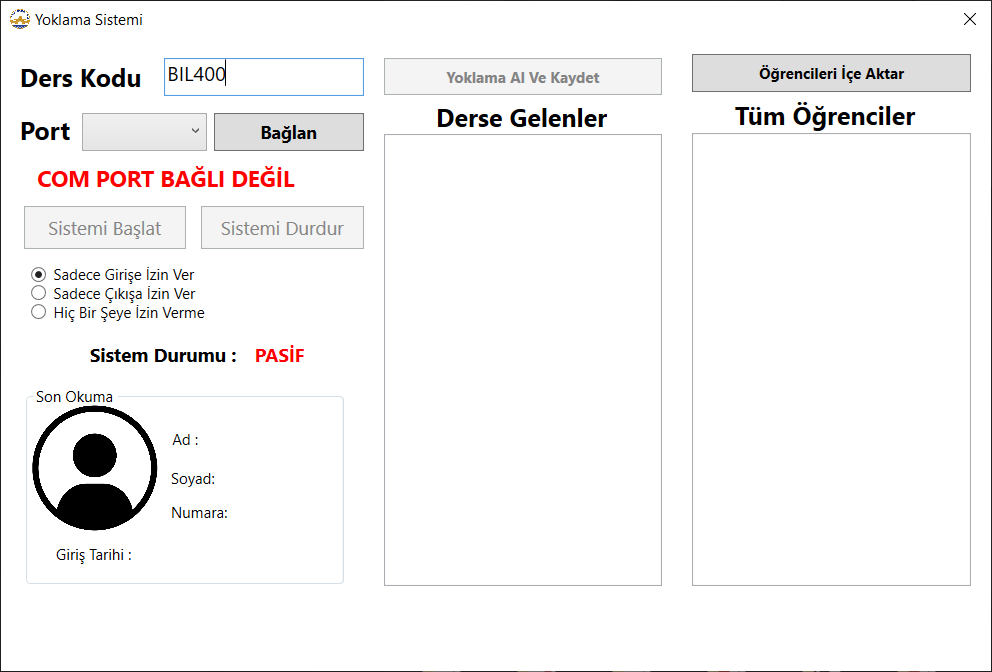 Yoklama Sistemi
Ders Kodu
BIL400
Port
Bağlan
COM PORT BAĞLI DEĞİL
Sistemi Başlat
Sistemi Durdur
Sadece Girişe İzin Ver
Sadece Çıkışa İzin Ver
Hiç Bir Şeye İzin Verme
Sistem Durumu : PASİF
Son Okuma
Ad :
Soyad:
Numara:
Giriş Tarihi :
Yoklama Al Ve Kaydet
Derse Gelenler
Öğrencileri İçe Aktar
Tüm Öğrenciler